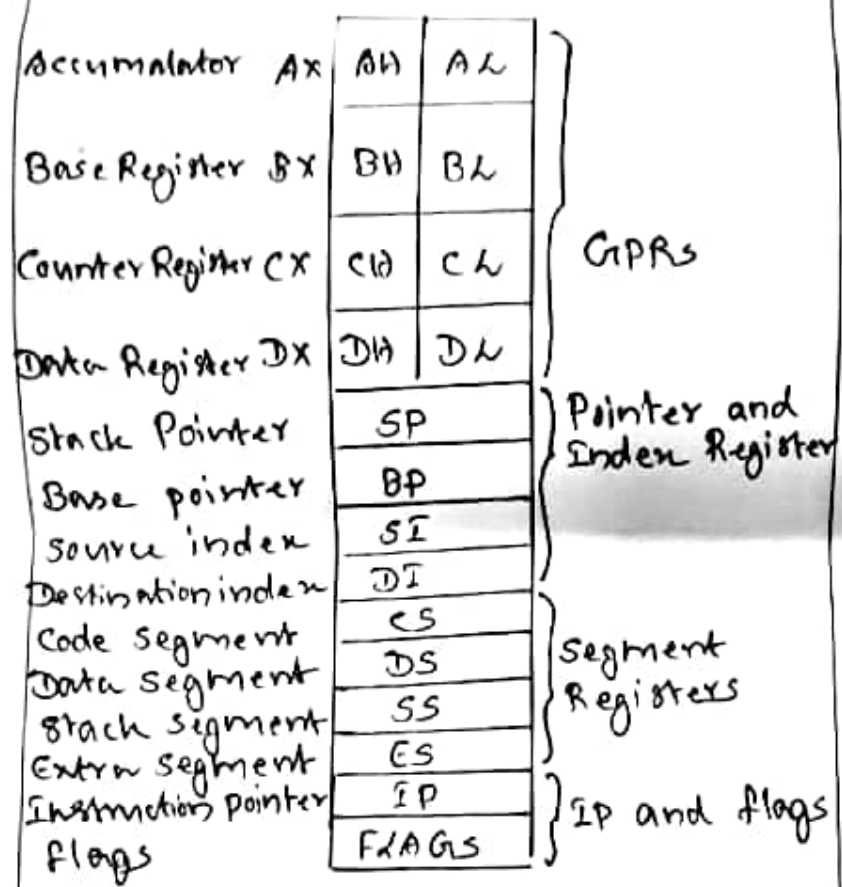 Accumalator AX AH AL
Base Register BX BH BL
Counter Register CX CH CL
GPRs
Data Register DX DH DL
Stack Pointer SP
Pointer and
Index Register
Base pointer BP
Source index SI
Destination index DI
Code segment CS
Data segment DS
Segment
Registers
Stack segment SS
Extra segment ES
Instruction pointer IP
IP and flags
flags FLAGS